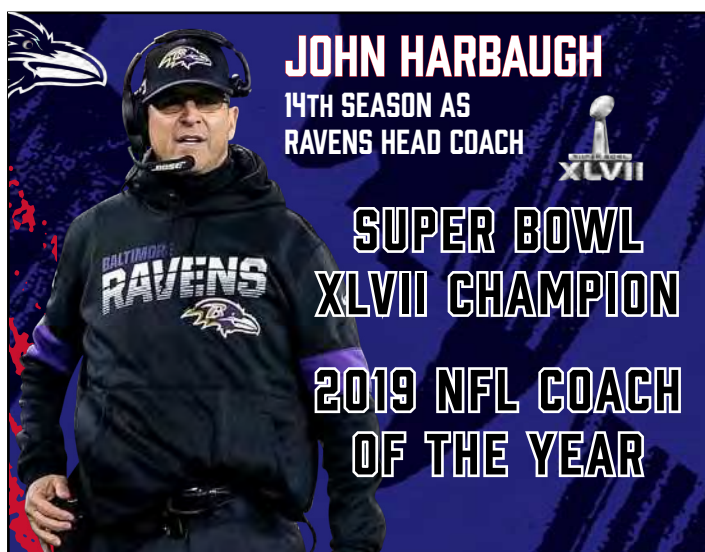 JOHN HARBAUGH
14TH SEASON AS
RAVENS HEAD COACH
SUPER BOWL
XLVII
SUPER BOWL
XLVII CHAMPION
2019 NFL COACH
OF THE YEAR
BOSE
BALTIMORE
RAVENS